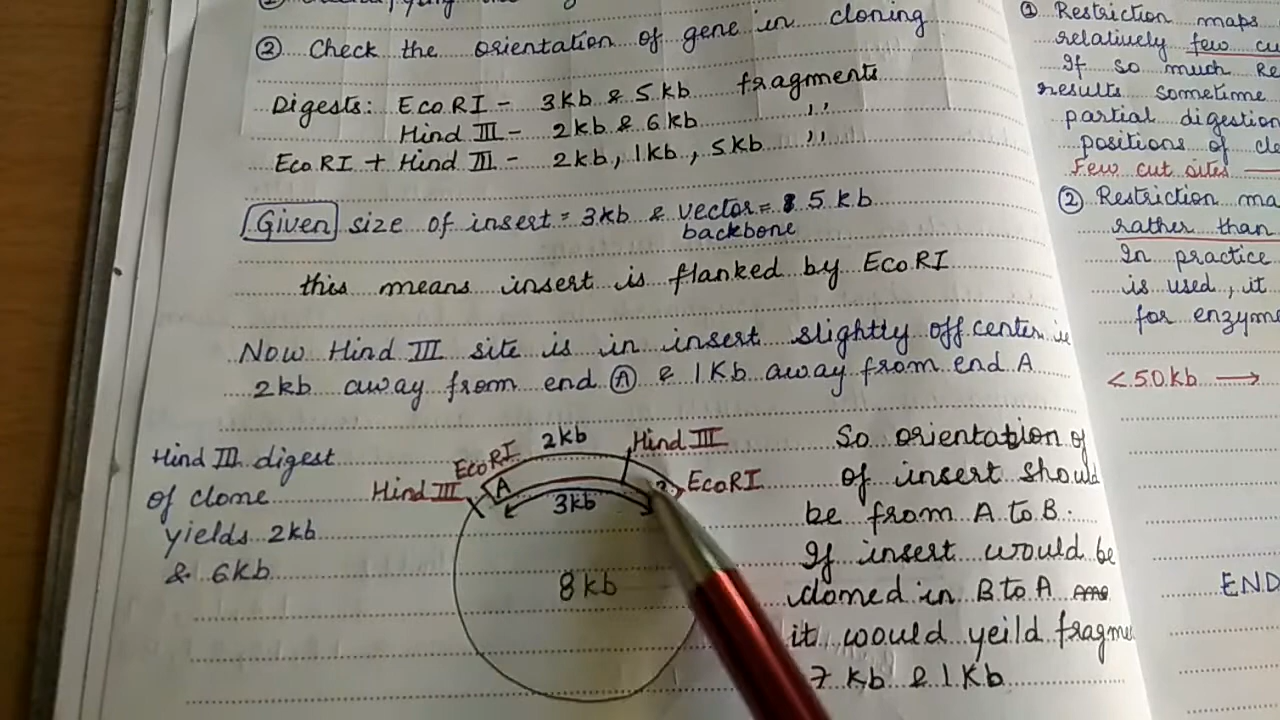 ② Check the orientation of gene in cloning
Digests: EcoRI - 3kb & 5kb fragments
Hind III - 2kb & 6kb ,,
EcoRI + Hind III - 2kb, 1kb, 5kb ,,
Given size of insert = 3kb & vector = 5 kb
backbone
this means insert is flanked by EcoRI
Now Hind III site is in insert slightly off center ie
2kb away from end Ⓐ & 1Kb away from end A
Hind III digest
of clone
yields 2kb
& 6kb
EcoRI 2kb Hind III
Hind III A EcoRI
3kb
8kb
So orientation of
of insert should
be from A to B.
If insert would be
cloned in B to A
it would yeild fragme
7 Kb & 1Kb
① Restriction maps
relatively few cu
If so much Re
results sometime
partial digestion
positions of cle
Few cut sites
② Restriction ma
rather than
In practice
is used, it
for enzyme
<50kb →
END